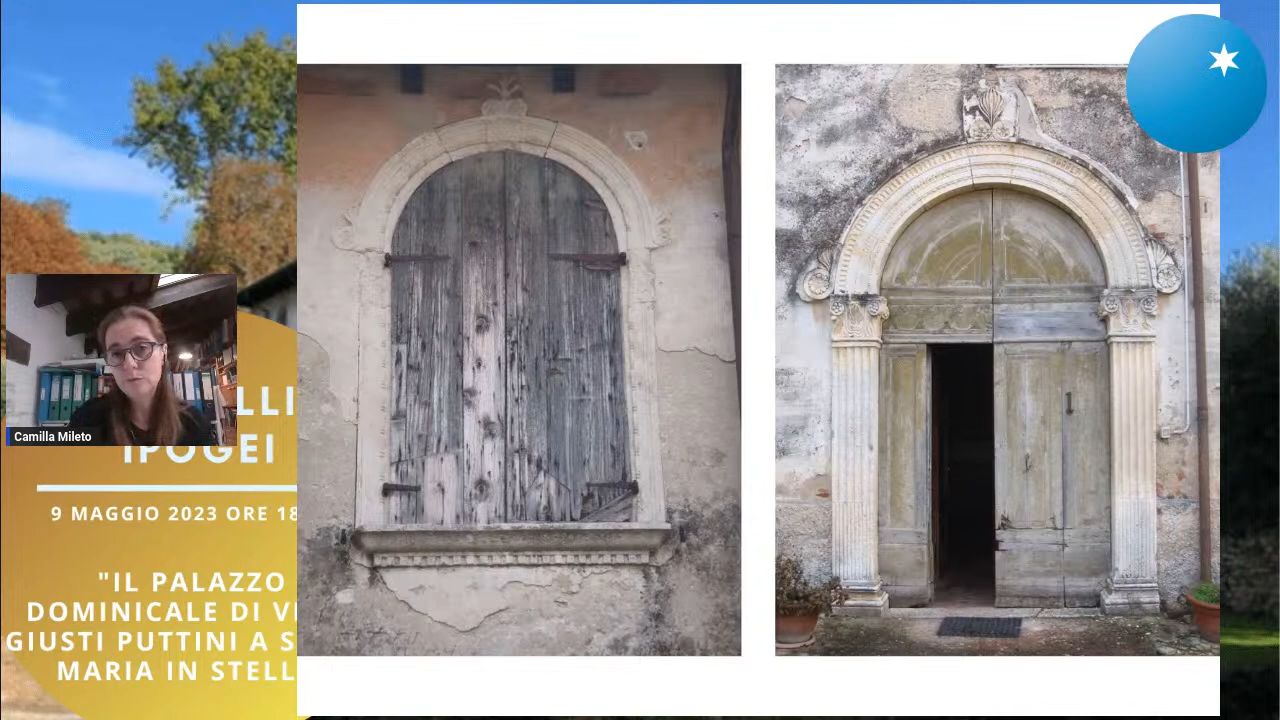 Camilla Mileto
LLI
IPOGEI
9 MAGGIO 2023 ORE 18
"IL PALAZZO
DOMINICALE DI V
GIUSTI PUTTINI A S
MARIA IN STELL